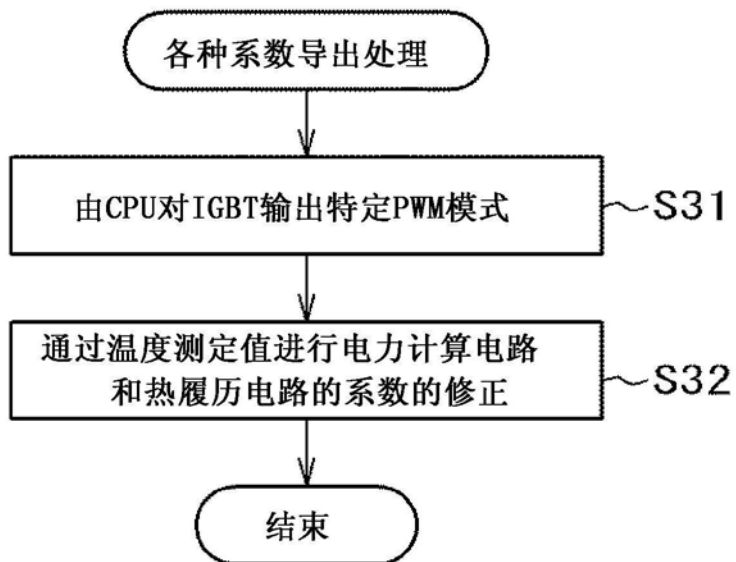 各种系数导出处理
由CPU对IGBT输出特定PWM模式
S31
通过温度测定值进行电力计算电路
和热履历电路的系数的修正
S32
结束